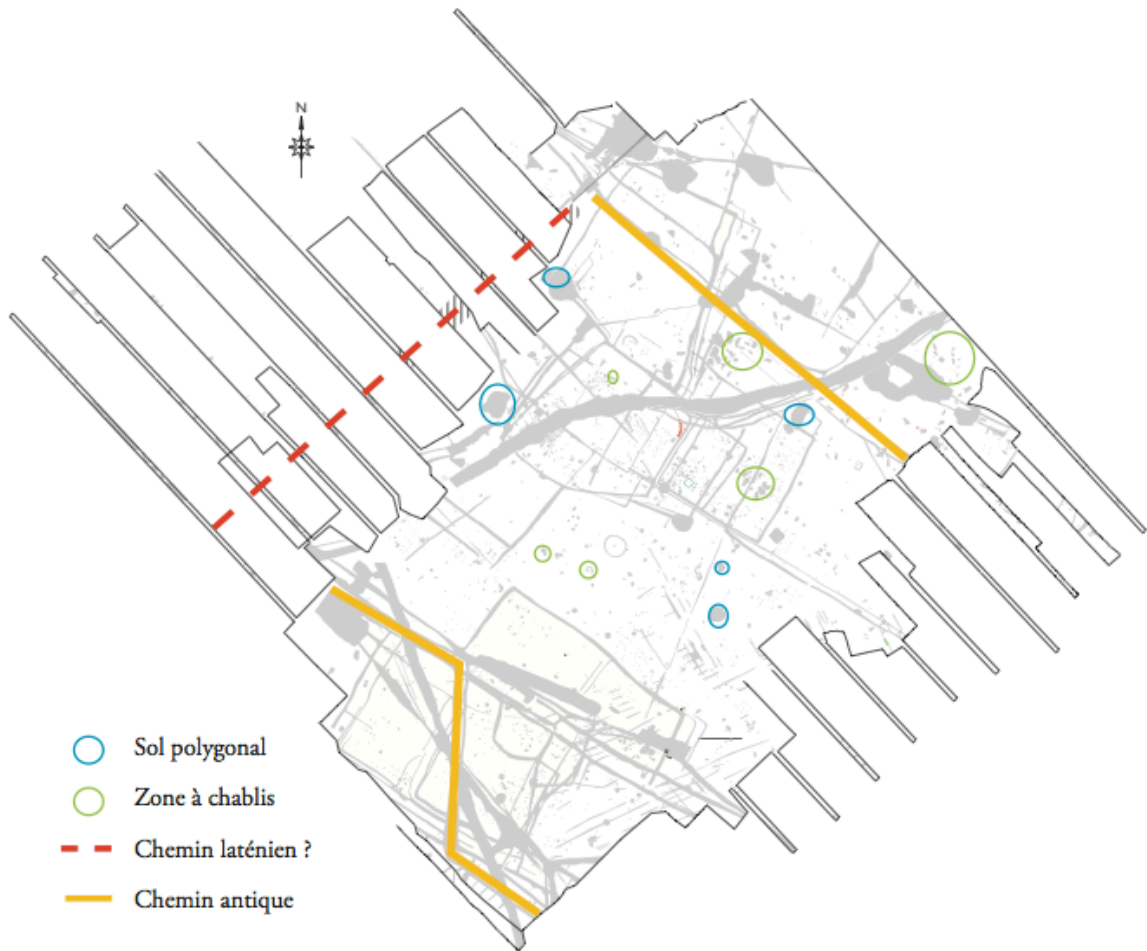 N
Sol polygonal
Zone à chablis
Chemin laténien ?
Chemin antique